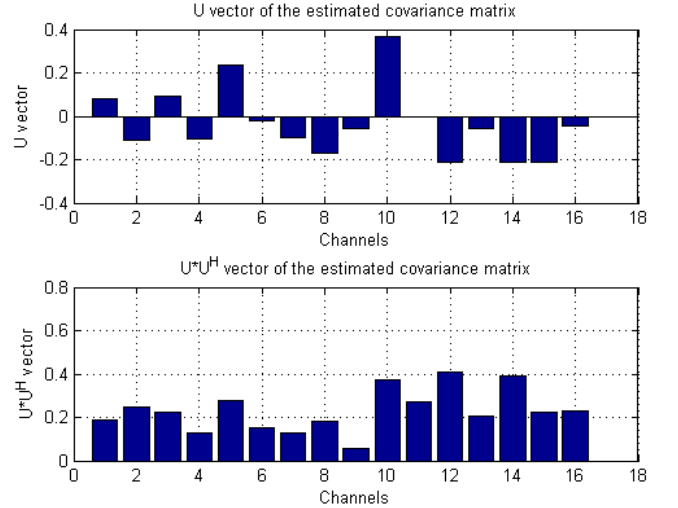 U vector of the estimated covariance matrix
0.4
0.2
0
-0.2
-0.4
U vector
0 2 4 6 8 10 12 14 16 18
Channels
U*U^H vector of the estimated covariance matrix
0.8
0.6
0.4
0.2
0
U*U^H vector
0 2 4 6 8 10 12 14 16 18
Channels